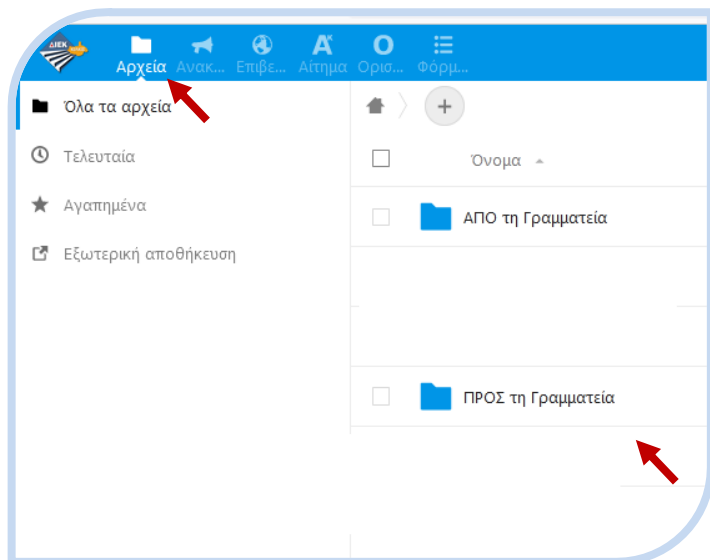 ΔΙΕΚ
Αρχεία Ανακ... Επιβε... Αίτημα Ορισ... Φόρμ...
Όλα τα αρχεία
Τελευταία
Αγαπημένα
Εξωτερική αποθήκευση
Όνομα
ΑΠΟ τη Γραμματεία
ΠΡΟΣ τη Γραμματεία